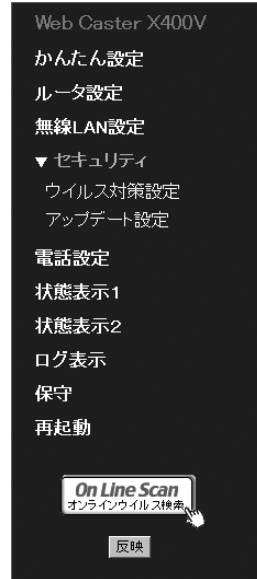 Web Caster X400V
かんたん設定
ルータ設定
無線LAN設定
▼ セキュリティ
ウイルス対策設定
アップデート設定
電話設定
状態表示1
状態表示2
ログ表示
保守
再起動
On Line Scan
オンラインウイルス検索
反映